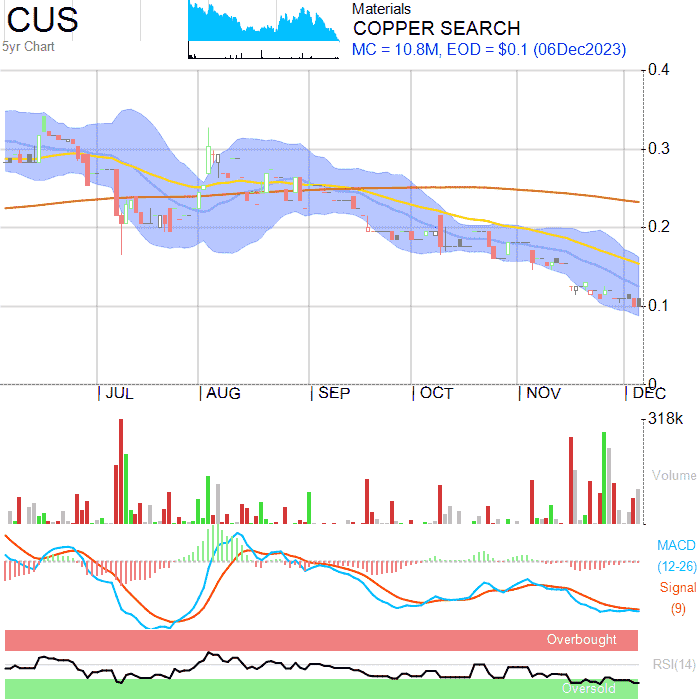 CUS
5yr Chart
Materials
COPPER SEARCH
MC = 10.8M, EOD = $0.1 (06Dec2023)
0.4
0.3
0.2
0.1
0
JUL AUG SEP OCT NOV DEC
318k
Volume
MACD
(12-26)
Signal
(9)
Overbought
RSI(14)
Oversold